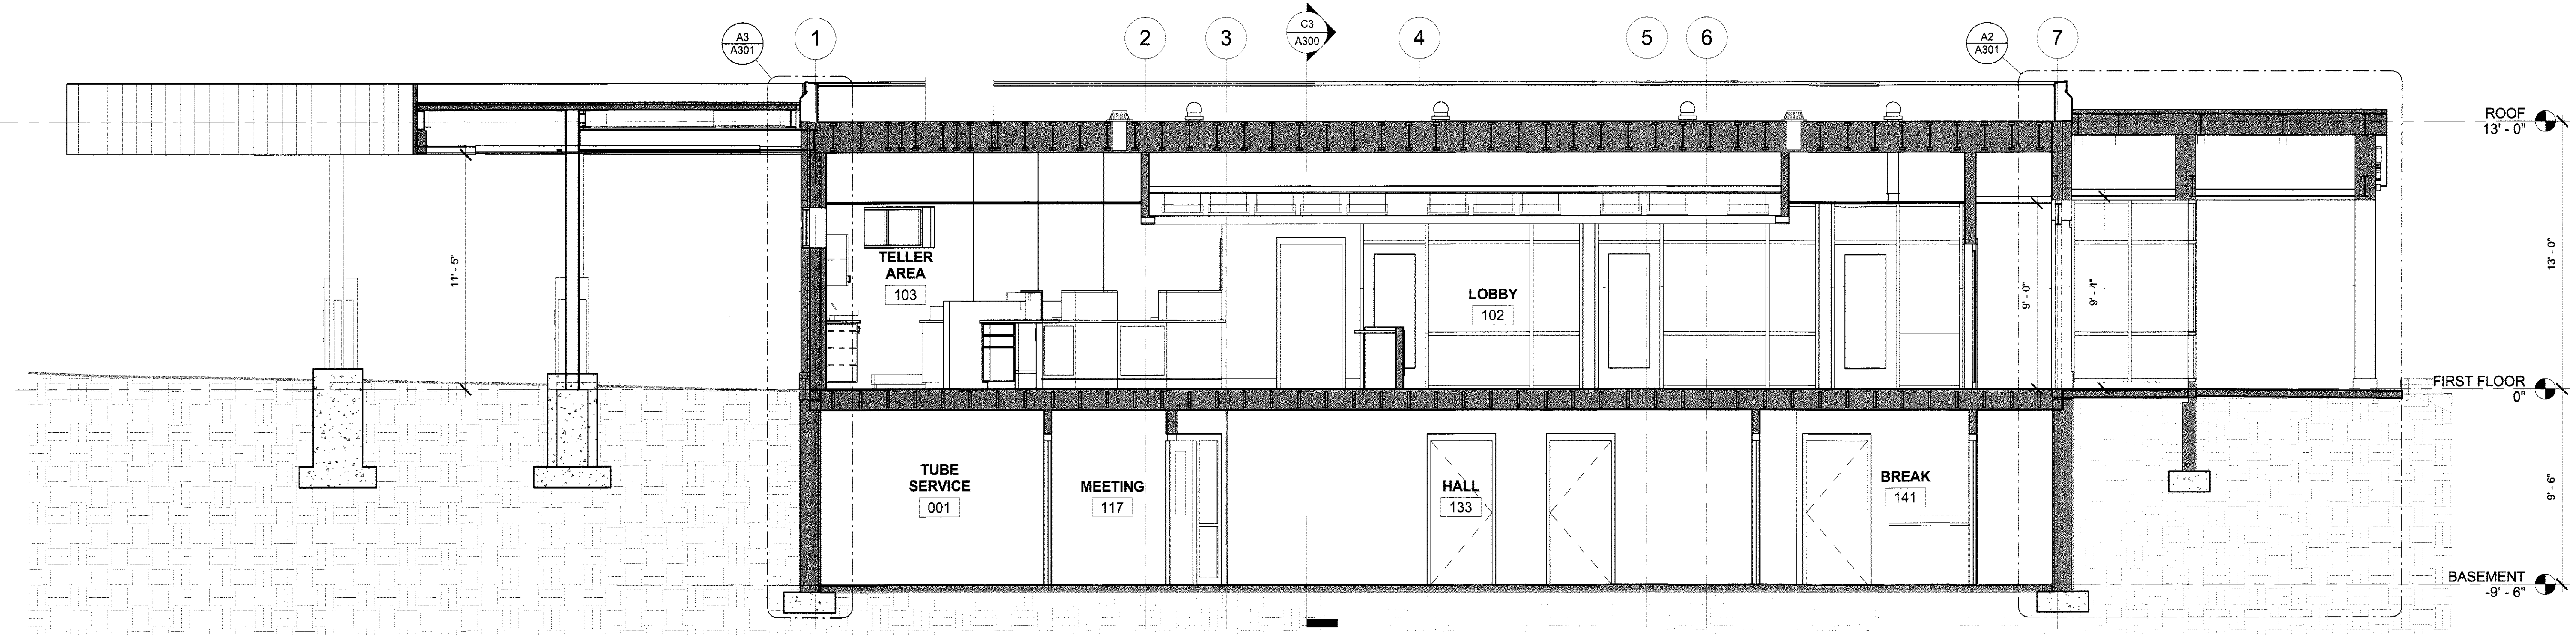 A3
A301
1
2
3
C3
A300
4
5
6
A2
A301
7
ROOF
13' - 0"
11' - 5"
TELLER
AREA
103
LOBBY
102
9' - 0"
9' - 4"
13' - 0"
FIRST FLOOR
0"
TUBE
SERVICE
001
MEETING
117
HALL
133
BREAK
141
9' - 6"
BASEMENT
-9' - 6"